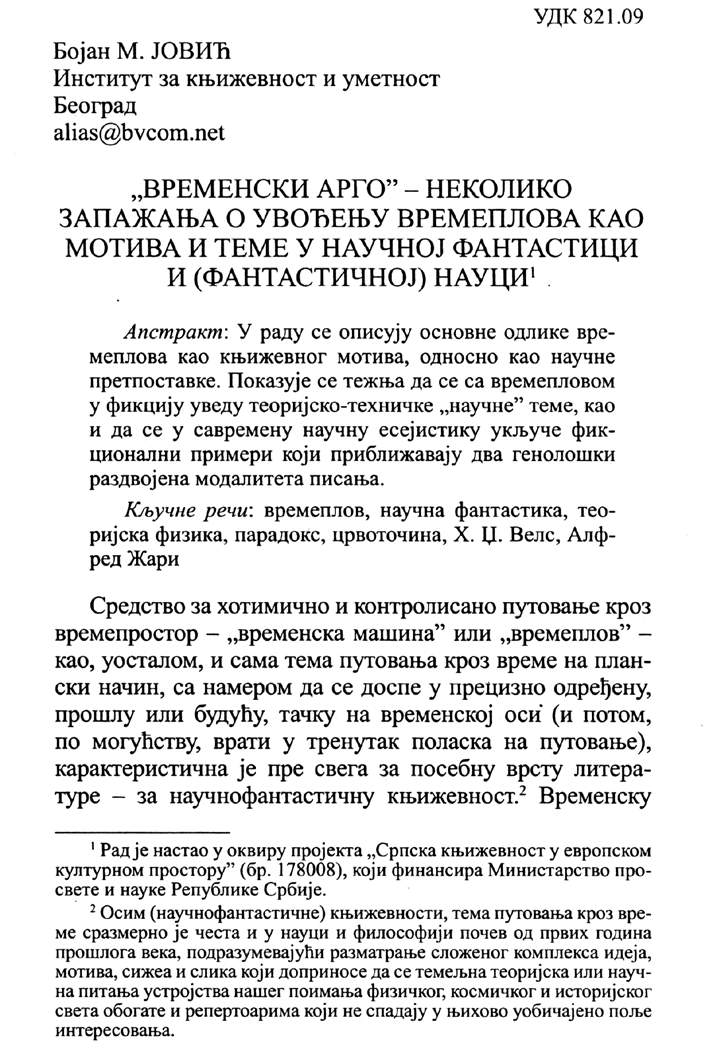 УДК 821.09
Бојан М. ЈОВИЋ
Институт за књижевност и уметност
Београд
alias@bvcom.net
„ВРЕМЕНСКИ АРГО” – НЕКОЛИКО
ЗАПАЖАЊА О УВОЂЕЊУ ВРЕМЕПЛОВА КАО
МОТИВА И ТЕМЕ У НАУЧНОЈ ФАНТАСТИЦИ
И (ФАНТАСТИЧНОЈ) НАУЦИ¹
Апстракт: У раду се описују основне одлике вре-
меплова као књижевног мотива, односно као научне
претпоставке. Показује се тежња да се са времепловом
у фикцију уведу теоријско-техничке „научне” теме, као
и да се у савремену научну есејистику укључе фик-
ционални примери који приближавају два генолошки
раздвојена модалитета писања.
Кључне речи: времеплов, научна фантастика, тео-
ријска физика, парадокс, црвоточина, Х. Џ. Велс, Алф-
ред Жари
Средство за хотимично и контролисано путовање кроз
времепростор – „временска машина” или „времеплов” –
као, уосталом, и сама тема путовања кроз време на план-
ски начин, са намером да се доспе у прецизно одређену,
прошлу или будућу, тачку на временској оси (и потом,
по могућству, врати у тренутак поласка на путовање),
карактеристична је пре свега за посебну врсту литера-
туре – за научнофантастичну књижевност.² Временску
¹ Рад је настао у оквиру пројекта „Српска књижевност у европском
културном простору” (бр. 178008), који финансира Министарство про-
свете и науке Републике Србије.
² Осим (научнофантастичне) књижевности, тема путовања кроз вре-
ме сразмерно је честа и у науци и философији почев од првих година
прошлога века, подразумевајући разматрање сложеног комплекса идеја,
мотива, сижеа и слика који доприносе да се темељна теоријска или науч-
на питања устројства нашег поимања физичког, космичког и историјског
света обогате и репертоарима који не спадају у њихово уобичајено поље
интересовања.